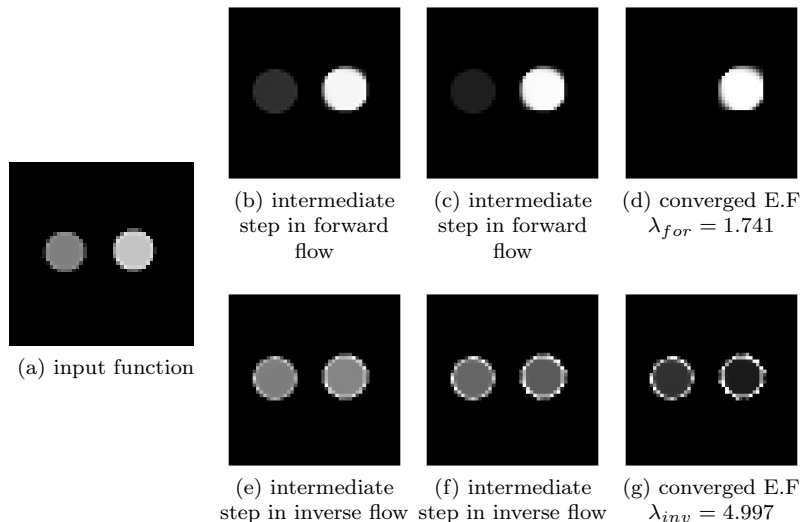 (b) intermediate
step in forward
flow
(c) intermediate
step in forward
flow
(d) converged E.F
λ_for = 1.741
(a) input function
(e) intermediate
step in inverse flow
(f) intermediate
step in inverse flow
(g) converged E.F
λ_inv = 4.997